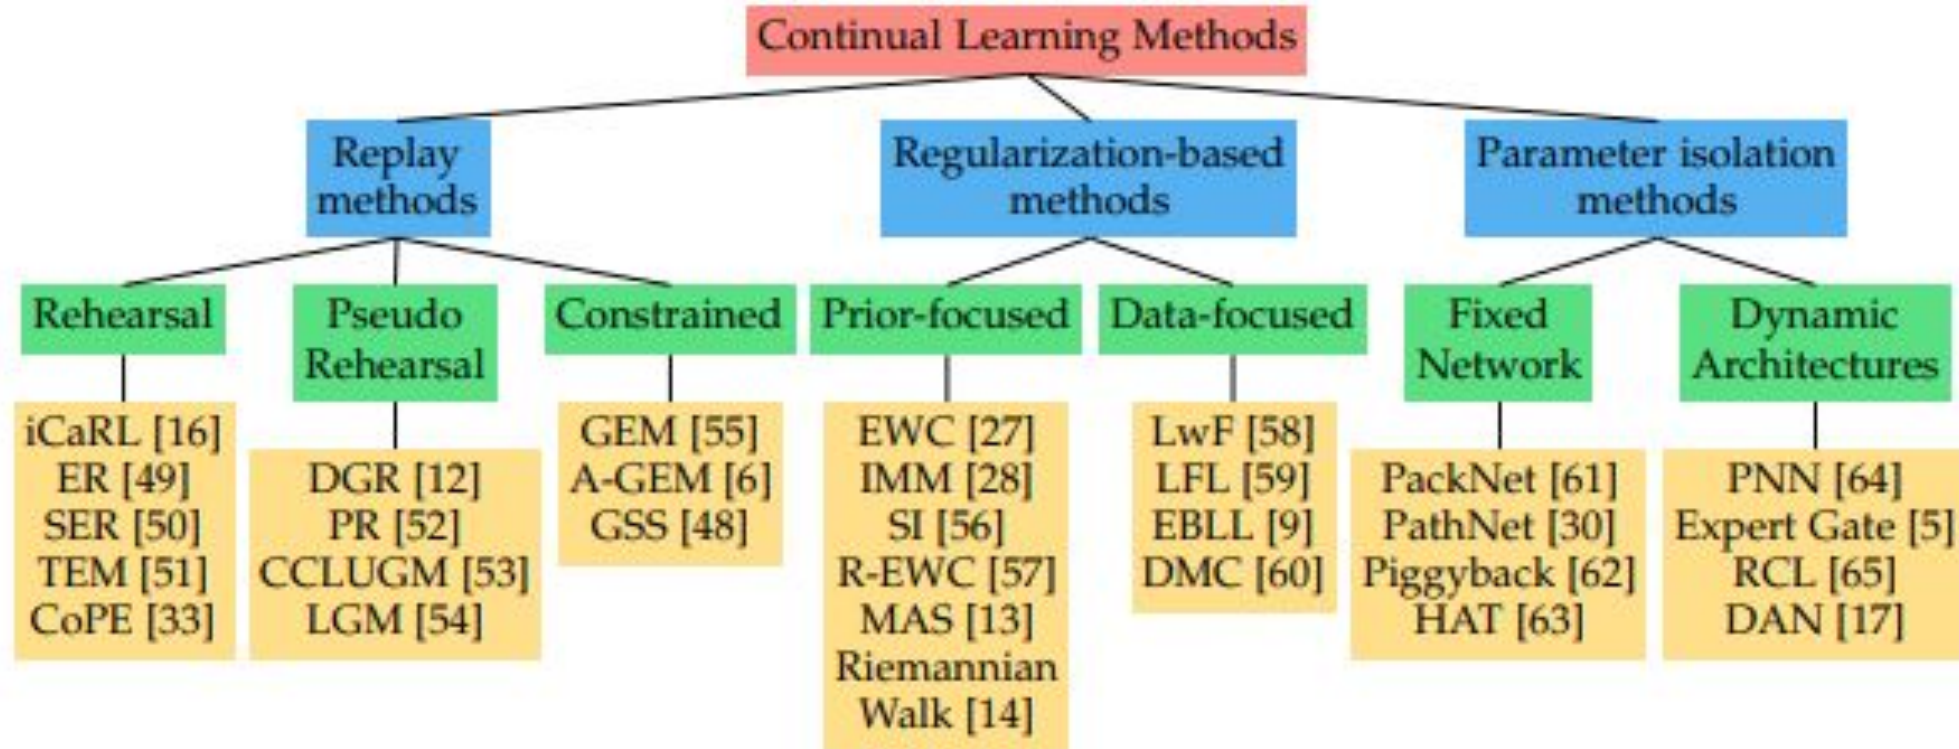 Continual Learning Methods
Replay
methods
Regularization-based
methods
Parameter isolation
methods
Rehearsal
Pseudo
Rehearsal
Constrained
Prior-focused
Data-focused
Fixed
Network
Dynamic
Architectures
iCaRL [16]
ER [49]
SER [50]
TEM [51]
CoPE [33]
DGR [12]
PR [52]
CCLUGM [53]
LGM [54]
GEM [55]
A-GEM [6]
GSS [48]
EWC [27]
IMM [28]
SI [56]
R-EWC [57]
MAS [13]
Riemannian
Walk [14]
LwF [58]
LFL [59]
EBLL [9]
DMC [60]
PackNet [61]
PathNet [30]
Piggyback [62]
HAT [63]
PNN [64]
Expert Gate [5]
RCL [65]
DAN [17]